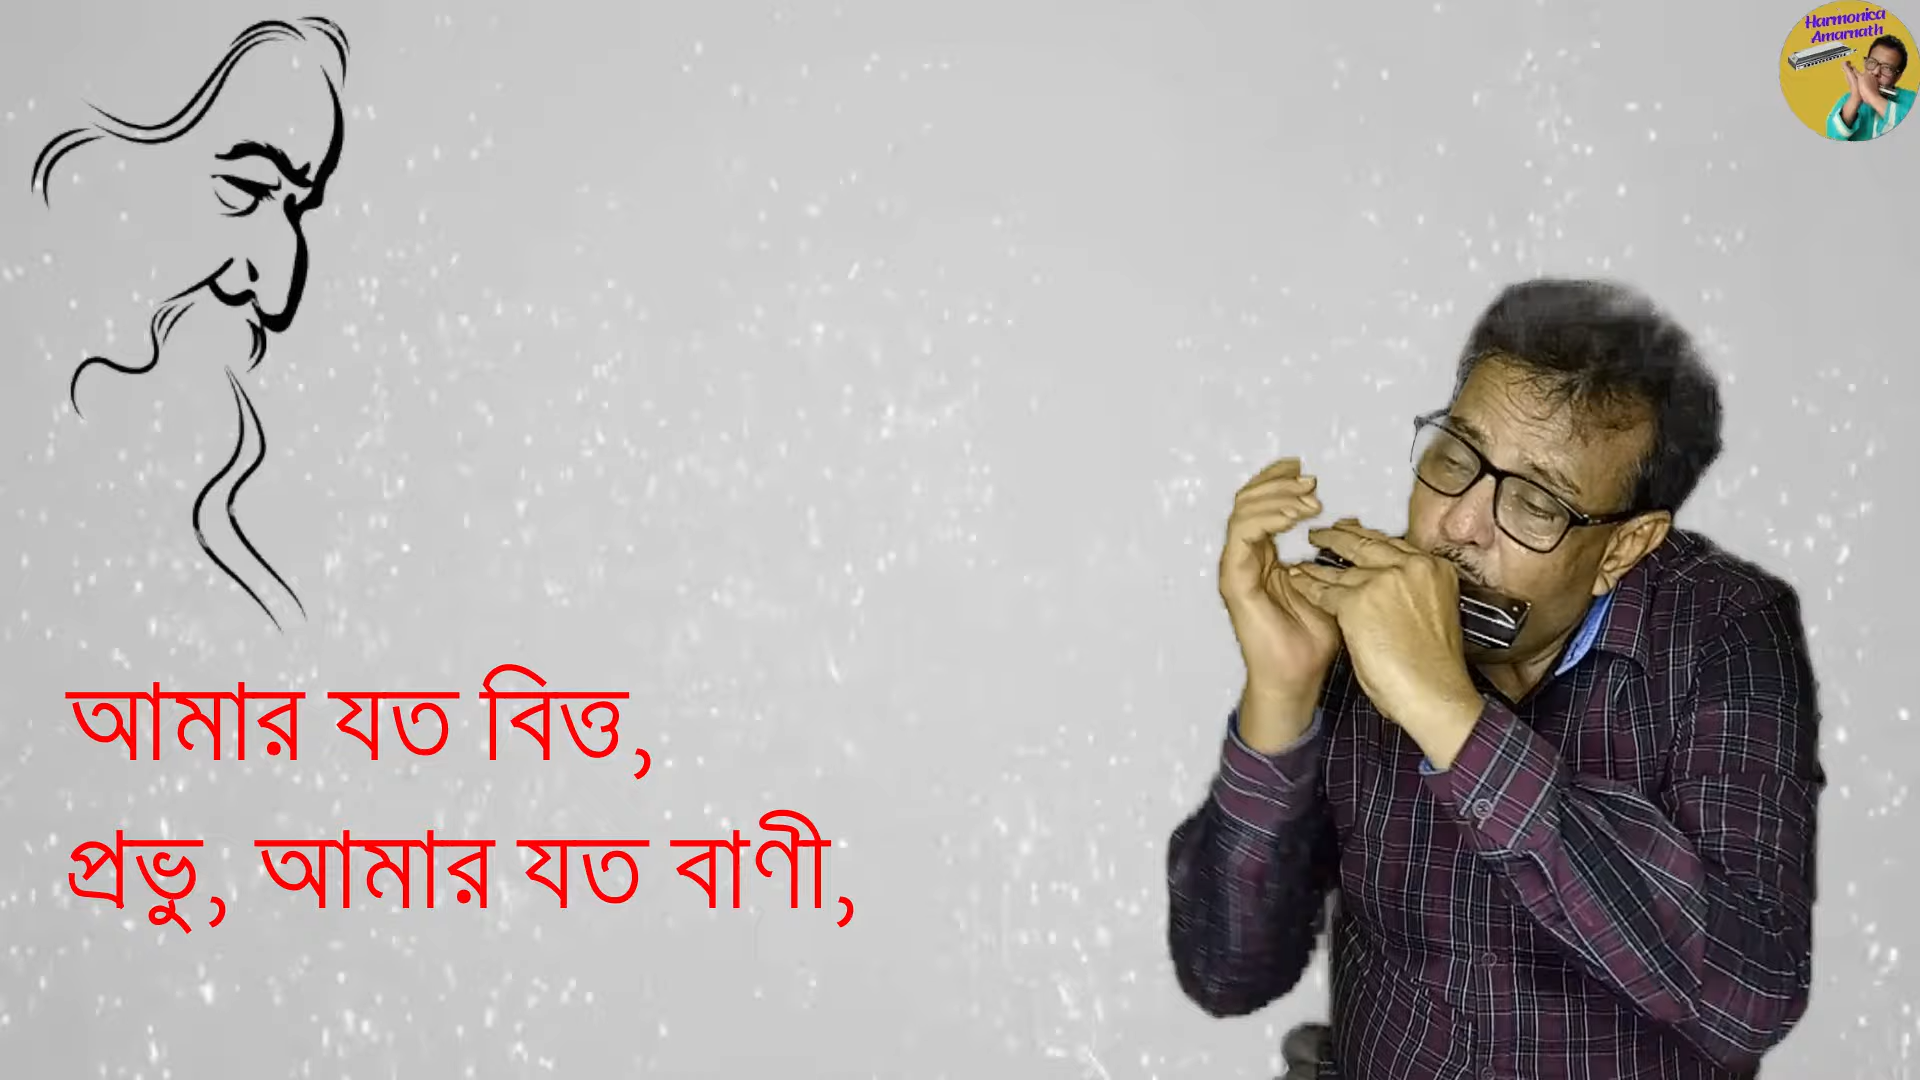 Harmonica
Amarnath
আমার যত বিত্ত,
প্রভু, আমার যত বাণী,